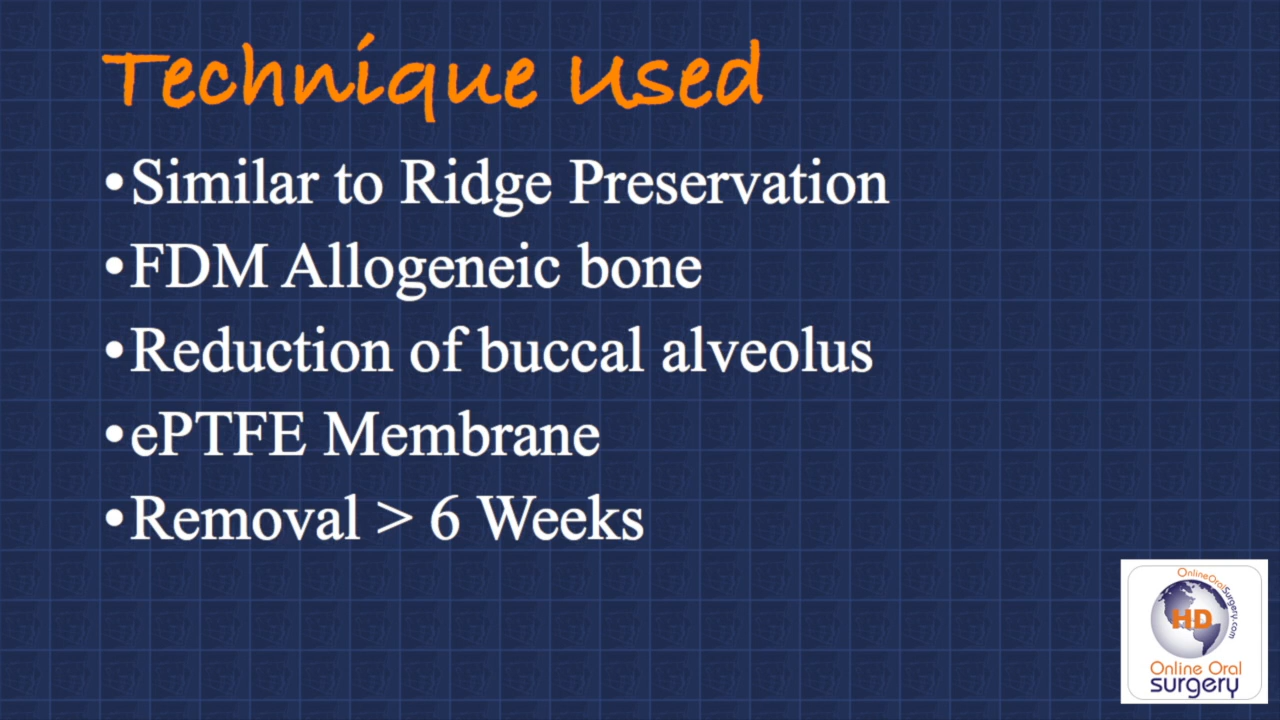 Technique Used
•Similar to Ridge Preservation
•FDM Allogeneic bone
•Reduction of buccal alveolus
•ePTFE Membrane
•Removal > 6 Weeks
OnlineOralSurgery.com
HD
Online Oral
surgery